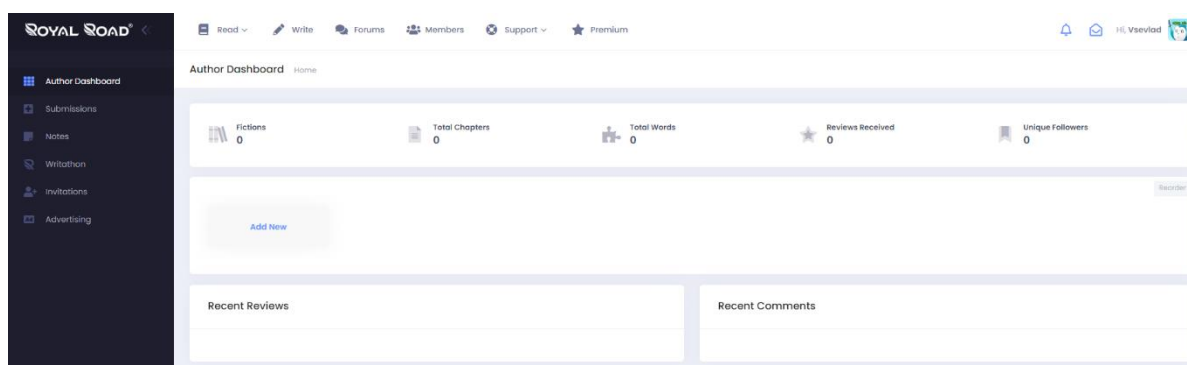 ROYAL ROAD®
Read
Write
Forums
Members
Support
Premium
Hi, Vsevlad
Author Dashboard
Submissions
Notes
Writathon
Invitations
Advertising
Author Dashboard Home
Fictions
0
Total Chapters
0
Total Words
0
Reviews Received
0
Unique Followers
0
Reorder
Add New
Recent Reviews
Recent Comments